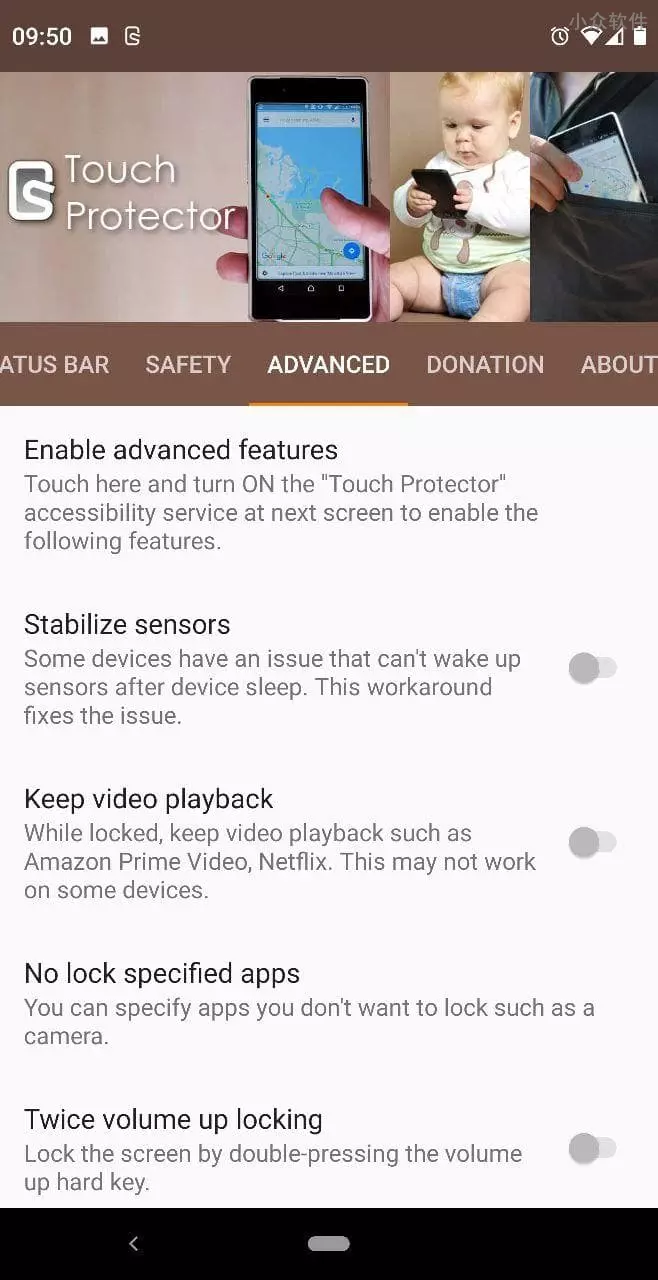 小众软件
09:50
Touch
Protector
Google
ATUS BAR
SAFETY
ADVANCED
DONATION
ABOUT
Enable advanced features
Touch here and turn ON the "Touch Protector"
accessibility service at next screen to enable the
following features.
Stabilize sensors
Some devices have an issue that can't wake up
sensors after device sleep. This workaround
fixes the issue.
Keep video playback
While locked, keep video playback such as
Amazon Prime Video, Netflix. This may not work
on some devices.
No lock specified apps
You can specify apps you don't want to lock such as a
camera.
Twice volume up locking
Lock the screen by double-pressing the volume
up hard key.